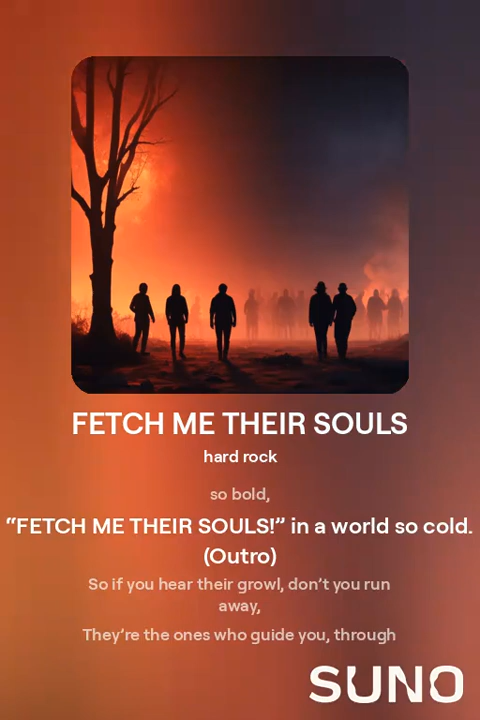 FETCH ME THEIR SOULS
hard rock
so bold,
“FETCH ME THEIR SOULS!” in a world so cold.
(Outro)
So if you hear their growl, don’t you run
away,
They’re the ones who guide you, through
SUNO